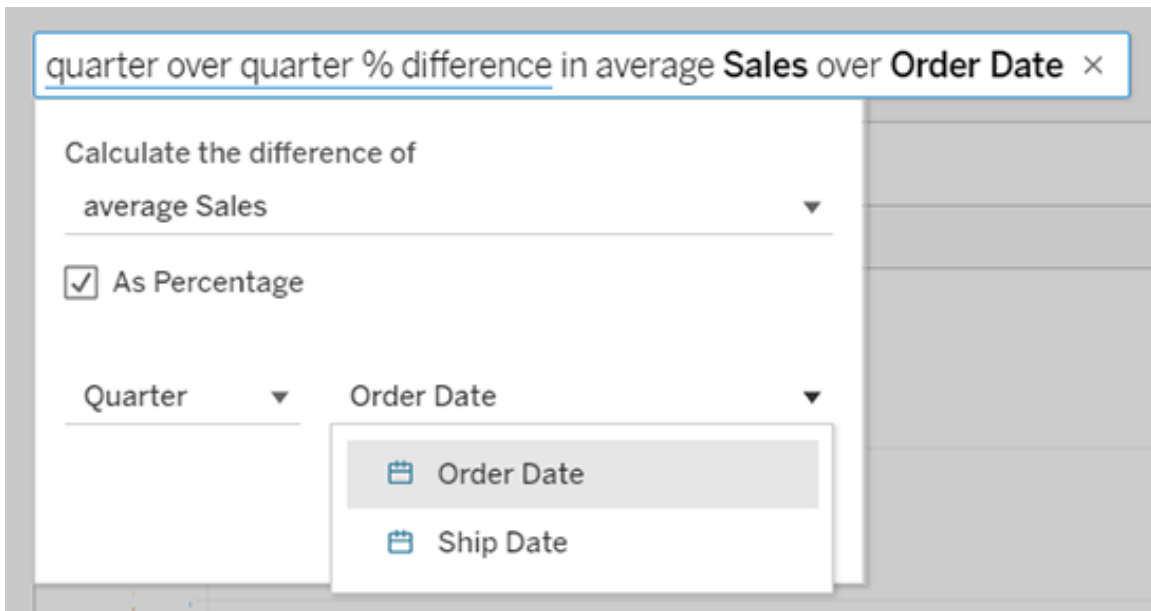 quarter over quarter % difference in average Sales over Order Date ×
Calculate the difference of
average Sales
As Percentage
Quarter Order Date
Order Date
Ship Date